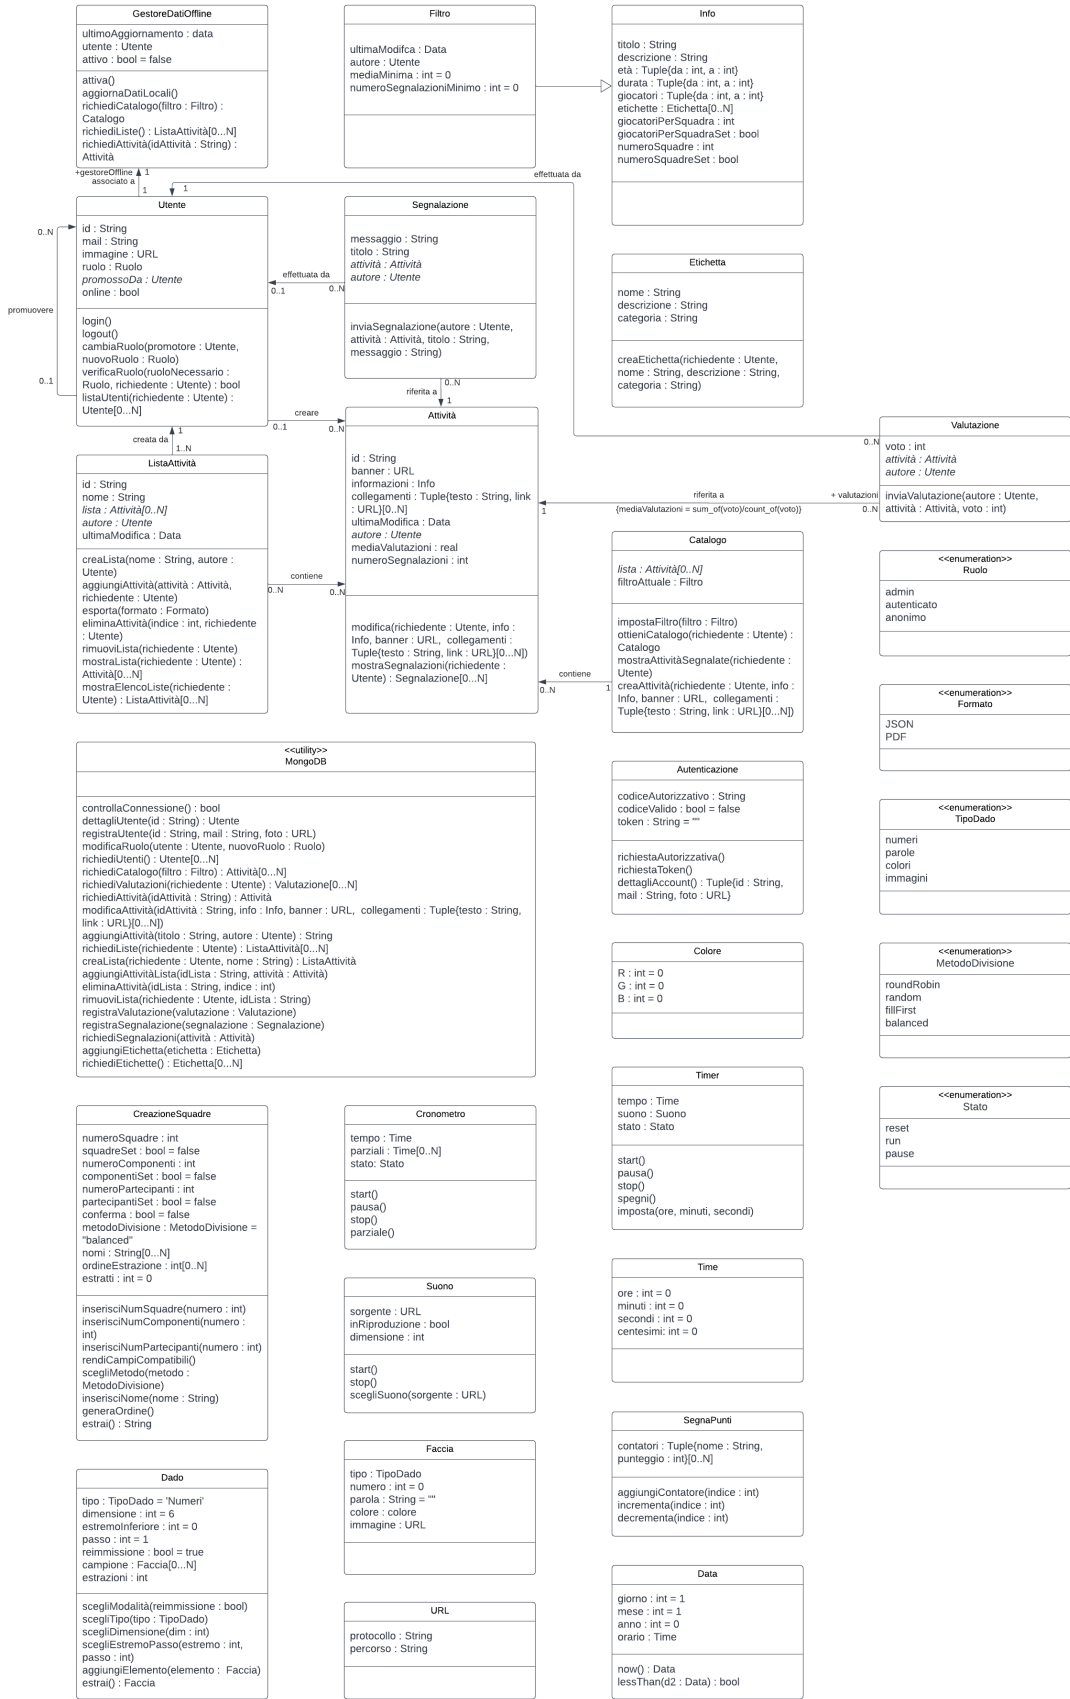 GestoreDatiOffline
ultimoAggiornamento : data
utente : Utente
attivo : bool = false
attiva()
aggiornaDatiLocali()
richiediCatalogo(filtro : Filtro) :
Catalogo
richiediListe() : ListaAttività[0...N]
richiediAttività(idAttività : String) :
Attività
Filtro
ultimaModifca : Data
autore : Utente
mediaMinima : int = 0
numeroSegnalazioniMinimo : int = 0
Info
titolo : String
descrizione : String
età : Tuple{da : int, a : int}
durata : Tuple{da : int, a : int}
giocatori : Tuple{da : int, a : int}
etichette : Etichetta[0..N]
giocatoriPerSquadra : int
giocatoriPerSquadraSet : bool
numeroSquadre : int
numeroSquadreSet : bool
+gestoreOffline
associato a
1
1
effettuata da
1
Utente
id : String
mail : String
immagine : URL
ruolo : Ruolo
promossoDa : Utente
online : bool
login()
logout()
cambiaRuolo(promotore : Utente,
nuovoRuolo : Ruolo)
verificaRuolo(ruoloNecessario :
Ruolo, richiedente : Utente) : bool
listaUtenti(richiedente : Utente) :
Utente[0...N]
0..N
promuovere
0..1
effettuata da
0..1
0..N
Segnalazione
messaggio : String
titolo : String
attività : Attività
autore : Utente
inviaSegnalazione(autore : Utente,
attività : Attività, titolo : String,
messaggio : String)
Etichetta
nome : String
descrizione : String
categoria : String
creaEtichetta(richiedente : Utente,
nome : String, descrizione : String,
categoria : String)
0..N
riferita a
1
creare
0..1
0..N
creata da
1
1..N
ListaAttività
id : String
nome : String
lista : Attività[0..N]
autore : Utente
ultimaModifica : Data
creaLista(nome : String, autore :
Utente)
aggiungiAttività(attività : Attività,
richiedente : Utente)
esporta(formato : Formato)
eliminaAttività(indice : int, richiedente
: Utente)
rimuoviLista(richiedente : Utente)
mostraLista(richiedente : Utente) :
Attività[0...N]
mostraElencoListe(richiedente :
Utente) : ListaAttività[0...N]
contiene
0..N
0..N
Attività
id : String
banner : URL
informazioni : Info
collegamenti : Tuple{testo : String, link
: URL}[0..N)
ultimaModifica : Data
autore : Utente
mediaValutazioni : real
numeroSegnalazioni : int
modifica(richiedente : Utente, info :
Info, banner : URL, collegamenti :
Tuple{testo : String, link : URL}[0...N])
mostraSegnalazioni(richiedente :
Utente) : Segnalazione[0...N]
Valutazione
voto : int
attività : Attività
autore : Utente
inviaValutazione(autore : Utente,
attività : Attività, voto : int)
0..N
riferita a
+ valutazioni
1
{mediaValutazioni = sum_of(voto)/count_of(voto)}
0..N
Catalogo
lista : Attività[0..N]
filtroAttuale : Filtro
impostaFiltro(filtro : Filtro)
ottieniCatalogo(richiedente : Utente) :
Catalogo
mostraAttivitàSegnalate(richiedente :
Utente)
creaAttività(richiedente : Utente, info :
Info, banner : URL, collegamenti :
Tuple{testo : String, link : URL}[0...N])
contiene
0..N
1
<<enumeration>>
Ruolo
admin
autenticato
anonimo
<<enumeration>>
Formato
JSON
PDF
<<utility>>
MongoDB
controllaConnessione() : bool
dettagliUtente(id : String) : Utente
registraUtente(id : String, mail : String, foto : URL)
modificaRuolo(utente : Utente, nuovoRuolo : Ruolo)
richiediUtenti() : Utente[0...N]
richiediCatalogo(filtro : Filtro) : Attività[0...N]
richiediValutazioni(richiedente : Utente) : Valutazione[0...N]
richiediAttività(idAttività : String) : Attività
modificaAttività(idAttività : String, info : Info, banner : URL, collegamenti : Tuple{testo : String,
link : URL}[0...N])
aggiungiAttività(titolo : String, autore : Utente) : String
richiediListe(richiedente : Utente) : ListaAttività[0...N]
creaLista(richiedente : Utente, nome : String) : ListaAttività
aggiungiAttivitàLista(idLista : String, attività : Attività)
eliminaAttività(idLista : String, indice : int)
rimuoviLista(richiedente : Utente, idLista : String)
registraValutazione(valutazione : Valutazione)
registraSegnalazione(segnalazione : Segnalazione)
richiediSegnalazioni(attività : Attività)
aggiungiEtichetta(etichetta : Etichetta)
richiediEtichette() : Etichetta[0...N]
Autenticazione
codiceAutorizzativo : String
codiceValido : bool = false
token : String = ""
richiestaAutorizzativa()
richiestaToken()
dettagliAccount() : Tuple{id : String,
mail : String, foto : URL}
<<enumeration>>
TipoDado
numeri
parole
colori
immagini
Colore
R : int = 0
G : int = 0
B : int = 0
<<enumeration>>
MetodoDivisione
roundRobin
random
fillFirst
balanced
Timer
tempo : Time
suono : Suono
stato : Stato
start()
pausa()
stop()
spegni()
imposta(ore, minuti, secondi)
<<enumeration>>
Stato
reset
run
pause
CreazioneSquadre
numeroSquadre : int
squadreSet : bool = false
numeroComponenti : int
componentiSet : bool = false
numeroPartecipanti : int
partecipantiSet : bool = false
conferma : bool = false
metodoDivisione : MetodoDivisione =
"balanced"
nomi : String[0...N]
ordineEstrazione : int[0..N)
estratti : int = 0
inserisciNumSquadre(numero : int)
inserisciNumComponenti(numero :
int)
inserisciNumPartecipanti(numero : int)
rendiCampiCompatibili()
scegliMetodo(metodo :
MetodoDivisione)
inserisciNome(nome : String)
generaOrdine()
estrai() : String
Cronometro
tempo : Time
parziali : Time[0..N)
stato: Stato
start()
pausa()
stop()
parziale()
Suono
sorgente : URL
inRiproduzione : bool
dimensione : int
start()
stop()
scegliSuono(sorgente : URL)
Time
ore : int = 0
minuti : int = 0
secondi : int = 0
centesimi: int = 0
SegnaPunti
contatori : Tuple{nome : String,
punteggio : int}[0..N)
aggiungiContatore(indice : int)
incrementa(indice : int)
decrementa(indice : int)
Faccia
tipo : TipoDado
numero : int = 0
parola : String = ""
colore : colore
immagine : URL
Dado
tipo : TipoDado = 'Numeri'
dimensione : int = 6
estremoInferiore : int = 0
passo : int = 1
reimmissione : bool = true
campione : Faccia[0...N)
estrazioni : int
scegliModalità(reimmissione : bool)
scegliTipo(tipo : TipoDado)
scegliDimensione(dim : int)
scegliEstremoPasso(estremo : int,
passo : int)
aggiungiElemento(elemento : Faccia)
estrai() : Faccia
URL
protocollo : String
percorso : String
Data
giorno : int = 1
mese : int = 1
anno : int = 0
orario : Time
now() : Data
lessThan(d2 : Data) : bool